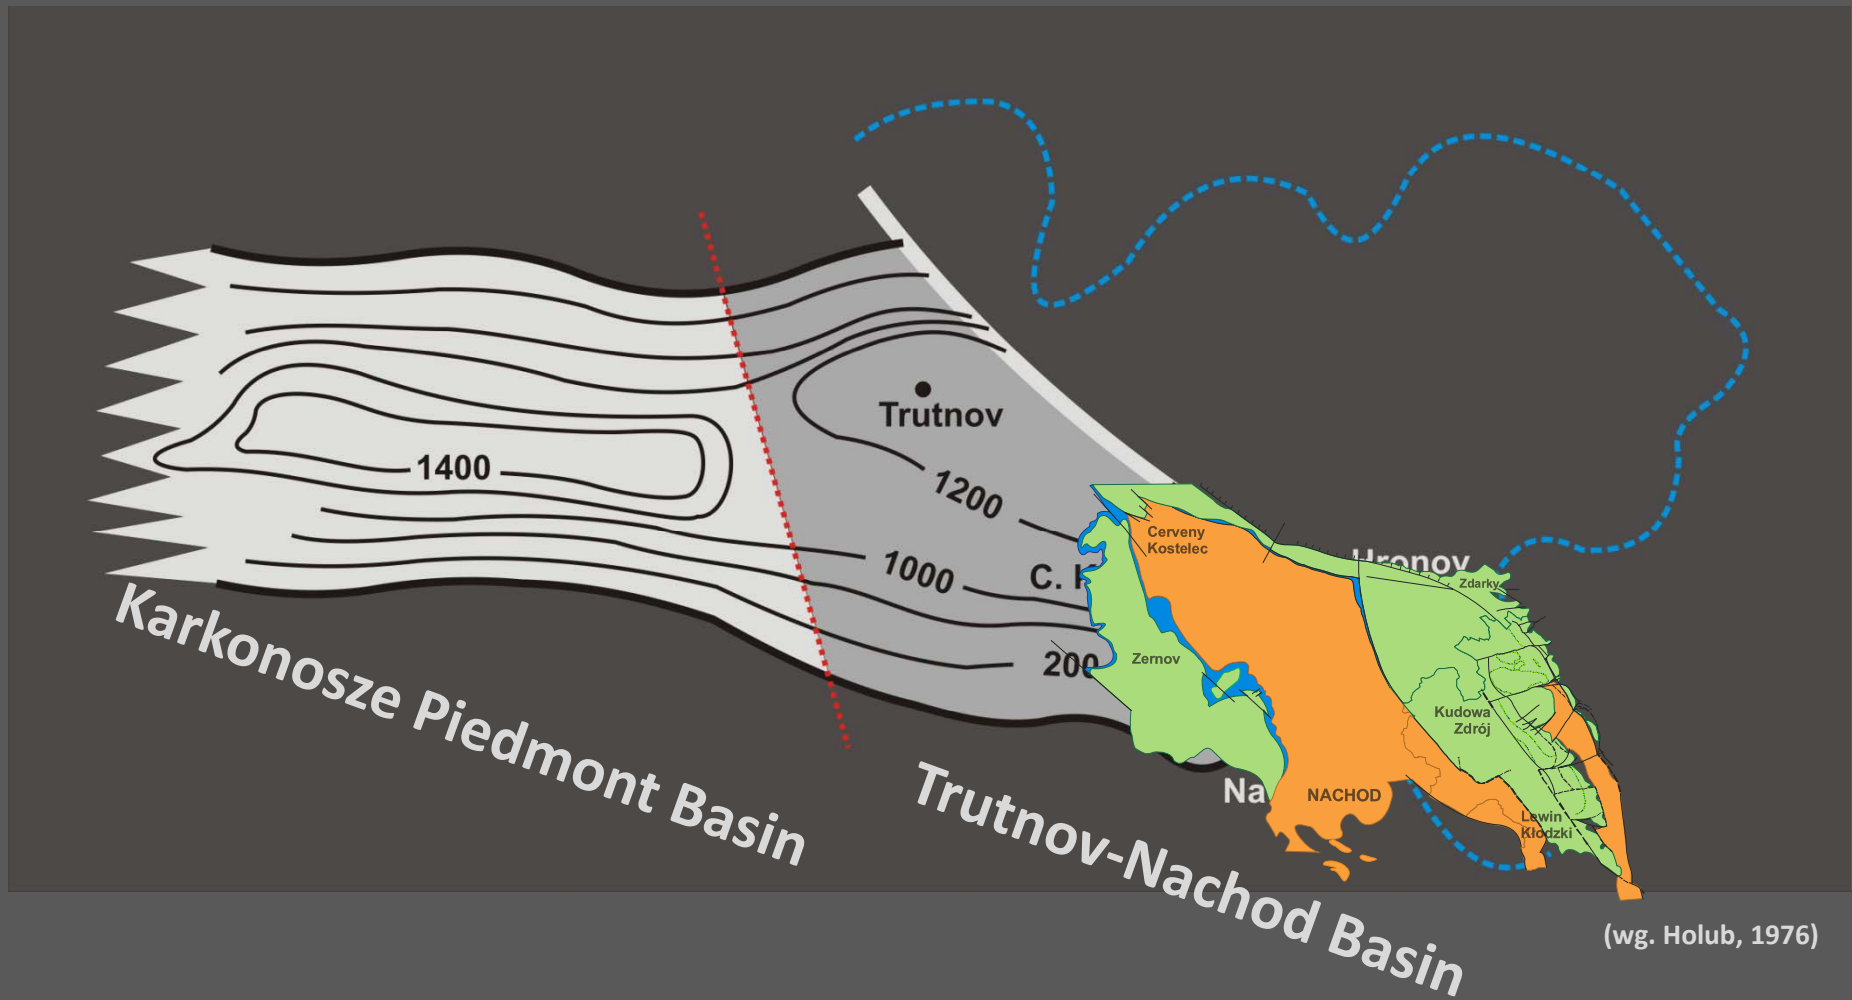 Trutnov
1400
1200
Cerveny
Kostelec
Hronov
1000
C. K
Zdarky
Zernov
200
Kudowa
Zdrój
Na
NACHOD
Lewin
Kłodzki
Karkonosze Piedmont Basin
Trutnov-Nachod Basin
(wg. Holub, 1976)